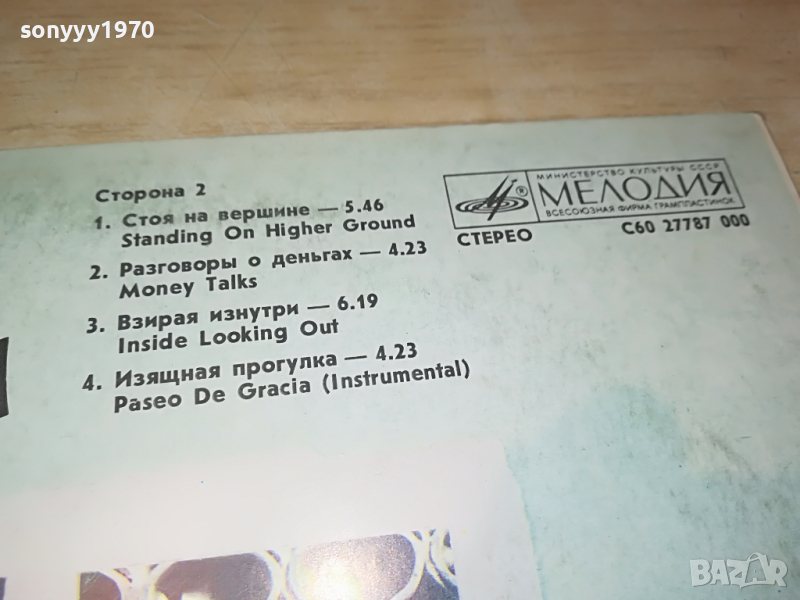 sonyyy1970
Сторона 2
1. Стоя на вершине — 5.46
Standing On Higher Ground
2. Разговоры о деньгах — 4.23
Money Talks
3. Взирая изнутри — 6.19
Inside Looking Out
4. Изящная прогулка — 4.23
Paseo De Gracia (Instrumental)
МИНИСТЕРСТВО КУЛЬТУРЫ СССР
МЕЛОДИЯ
ВСЕСОЮЗНАЯ ФИРМА ГРАМПЛАСТИНОК
СТЕРЕО
С60 27787 000
BAZAR